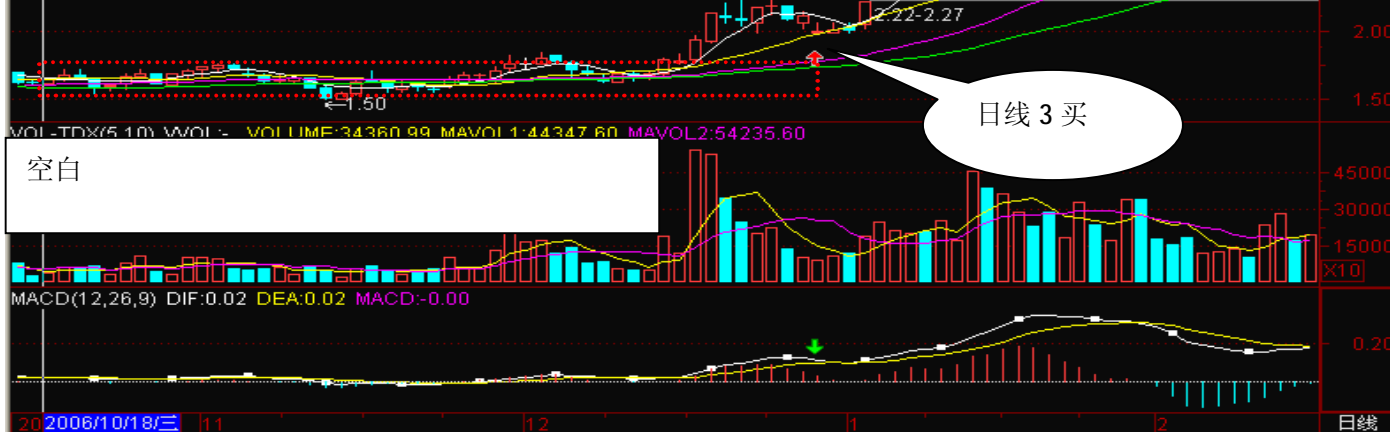 2.22-2.27
2.00
日线 3 买
←1.50
1.50
VOL-TDX(5,10) VVOL:- VOLUME:34360.99 MAVOL1:44347.60 MAVOL2:54235.60
空白
45000
30000
15000
X10
MACD(12,26,9) DIF:0.02 DEA:0.02 MACD:-0.00
0.20
20 2006/10/18/三 11 12 1 2 日线